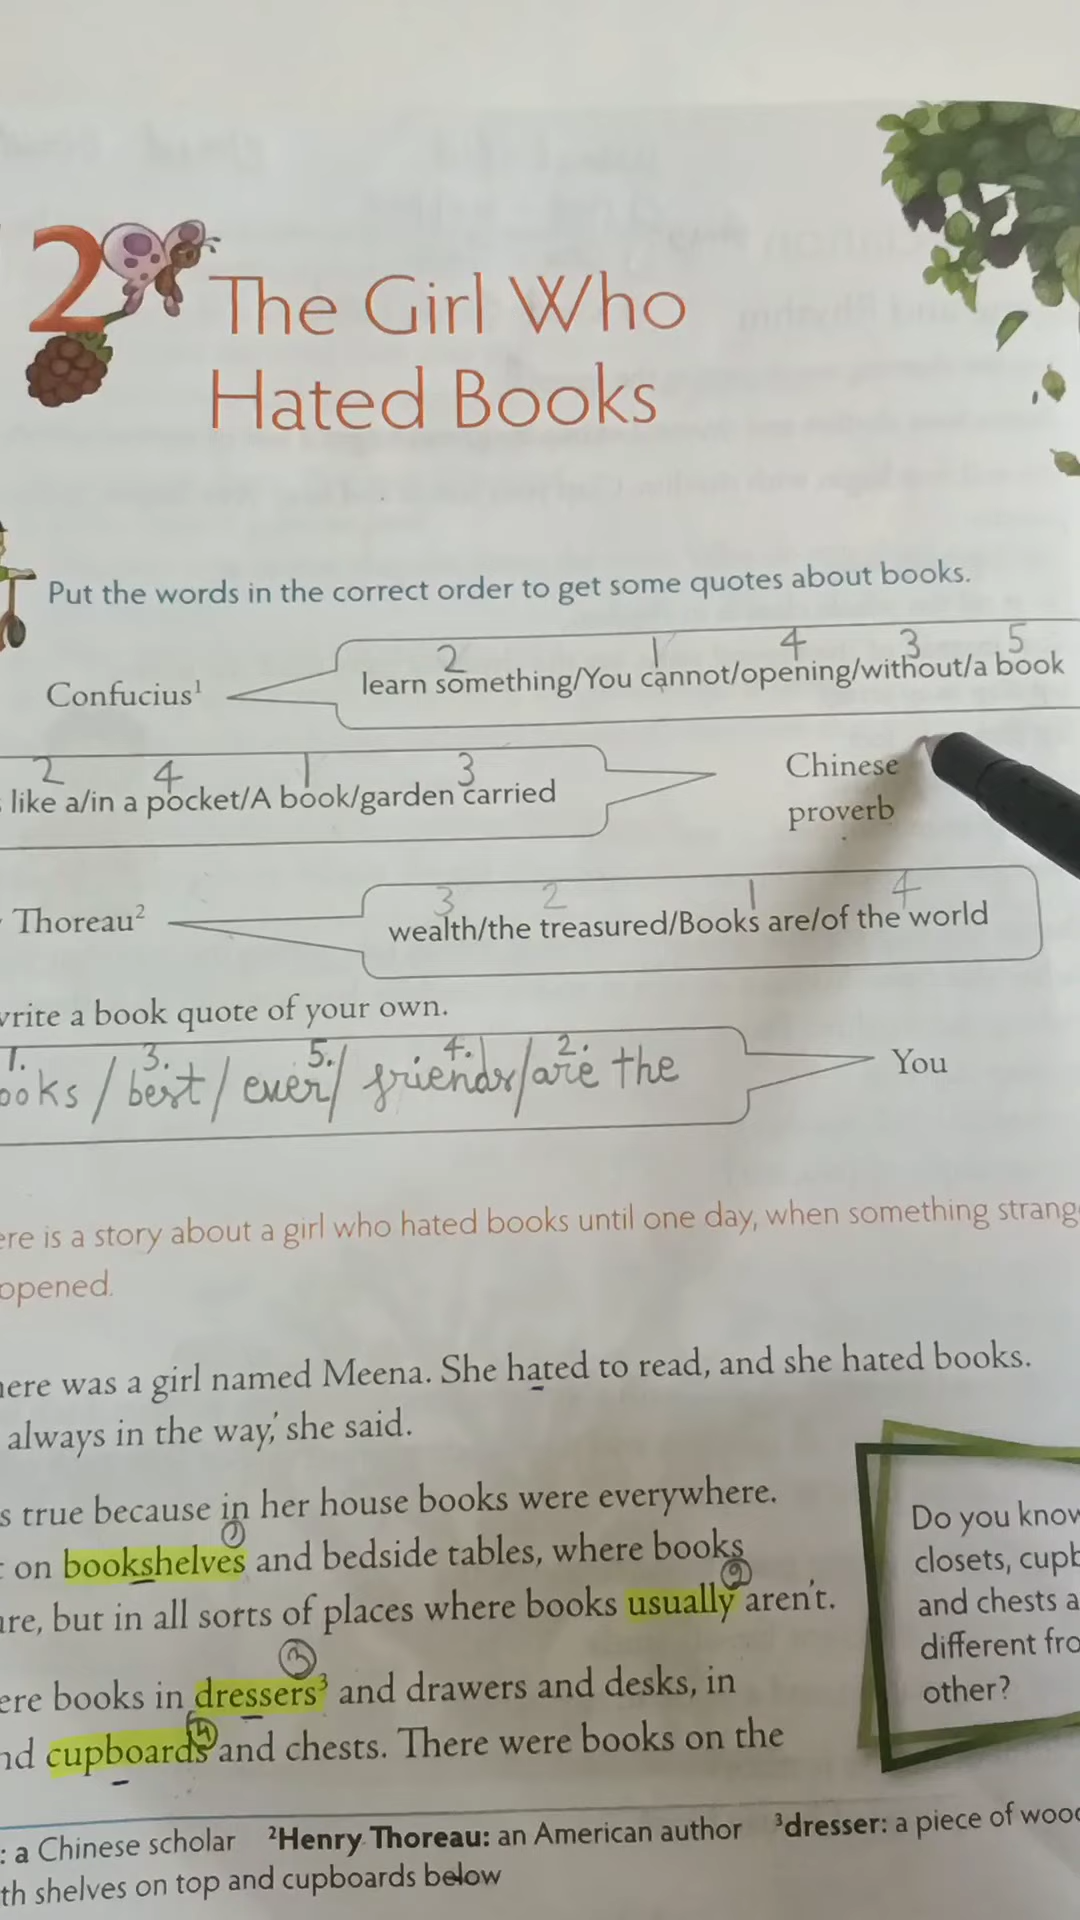 2
The Girl Who
Hated Books
Put the words in the correct order to get some quotes about books.
2 1 4 3 5
Confucius¹ learn something/You cannot/opening/without/a book
2 4 1 3
like a/in a pocket/A book/garden carried
Chinese
proverb
3 2 1 4
Thoreau² wealth/the treasured/Books are/of the world
write a book quote of your own.
1. 3. 5. 4. 2.
ooks / best / ever / friends / are the
You
ere is a story about a girl who hated books until one day, when something strang
opened.
here was a girl named Meena. She hated to read, and she hated books.
always in the way,' she said.
s true because in her house books were everywhere.
1
on bookshelves and bedside tables, where books
2
are, but in all sorts of places where books usually aren't.
3
ere books in dressers³ and drawers and desks, in
4
nd cupboards and chests. There were books on the
Do you know
closets, cupb
and chests a
different fro
other?
: a Chinese scholar ²Henry Thoreau: an American author ³dresser: a piece of wood
th shelves on top and cupboards below